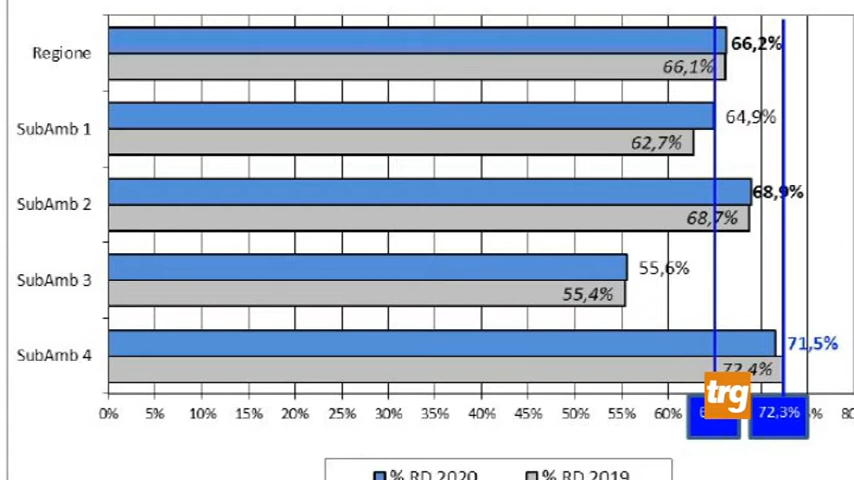 Regione
66,2%
66,1%
SubAmb 1
64,9%
62,7%
SubAmb 2
68,9%
68,7%
SubAmb 3
55,6%
55,4%
SubAmb 4
71,5%
72,4%
0% 5% 10% 15% 20% 25% 30% 35% 40% 45% 50% 55% 60% trg 72,3%
% RD 2020 % RD 2019